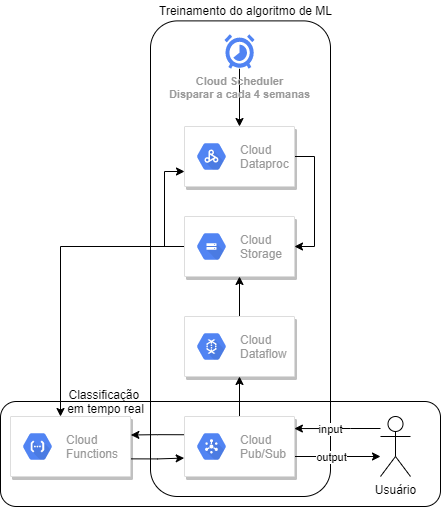 Treinamento do algoritmo de ML
Cloud Scheduler
Disparar a cada 4 semanas
Cloud
Dataproc
Cloud
Storage
Cloud
Dataflow
Classificação
em tempo real
Cloud
Functions
Cloud
Pub/Sub
input
output
Usuário